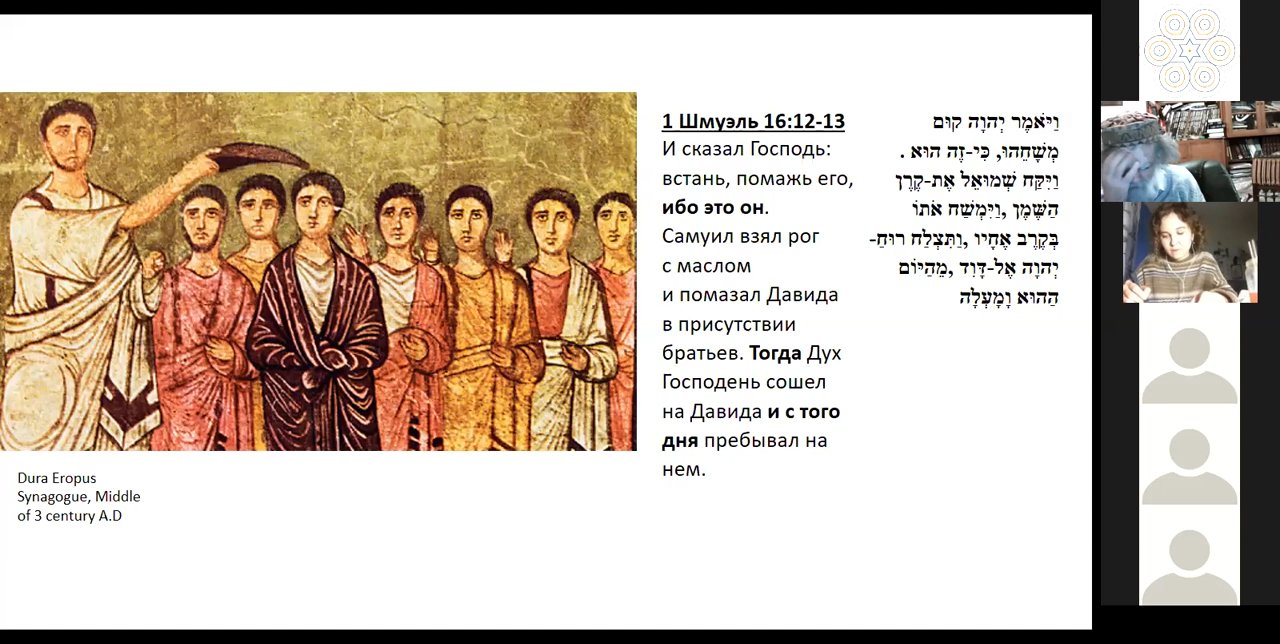 1 Шмуэль 16:12-13
И сказал Господь:
встань, помажь его,
ибо это он.
Самуил взял рог
с маслом
и помазал Давида
в присутствии
братьев. Тогда Дух
Господень сошел
на Давида и с того
дня пребывал на
нем.
וַיֹּאמֶר יְהוָה קוּם
מְשָׁחֵהוּ, כִּי-זֶה הוּא .
וַיִּקַּח שְׁמוּאֵל אֶת-קֶרֶן
הַשֶּׁמֶן ,וַיִּמְשַׁח אֹתוֹ
בְּקֶרֶב אֶחָיו ,וַתִּצְלַח רוּחַ-
יְהוָה אֶל-דָּוִד ,מֵהַיּוֹם
הַהוּא וָמָעְלָה
Dura Eropus
Synagogue, Middle
of 3 century A.D